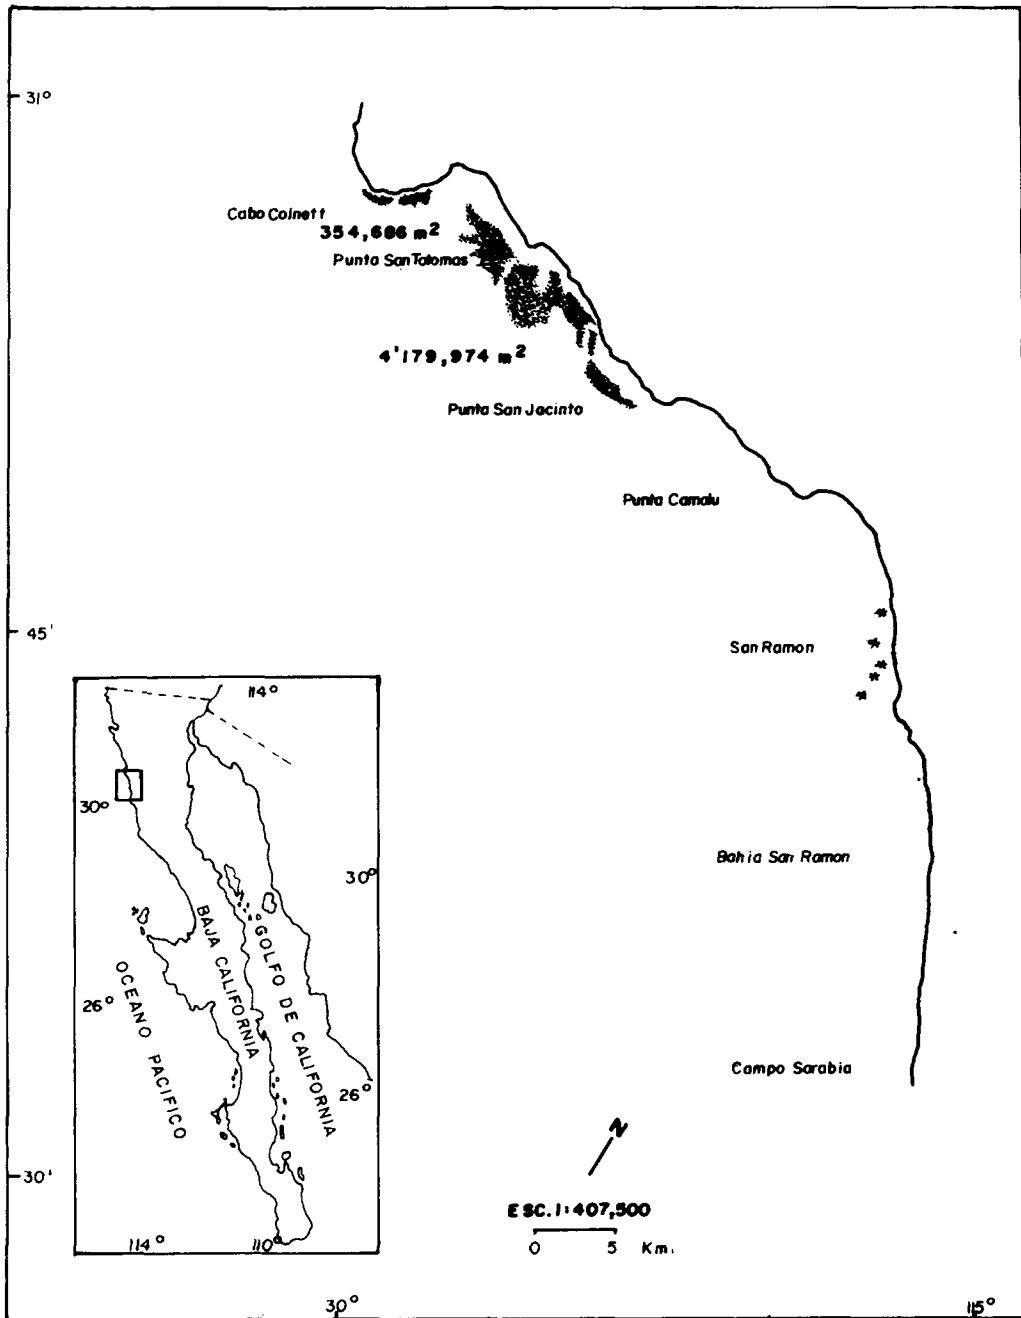 31°
Cabo Colnett
354,686 m²
Punta San Telomas
4'179,974 m²
Punta San Jacinto
Punta Camalu
45'
San Ramon
114°
30°
30°
BAJA CALIFORNIA
GOLFO DE CALIFORNIA
OCEANO PACIFICO
26°
26°
114°
110°
Bahia San Ramon
Campo Sarabia
30'
N
ESC. 1:407,500
0 5 Km.
30°
115°